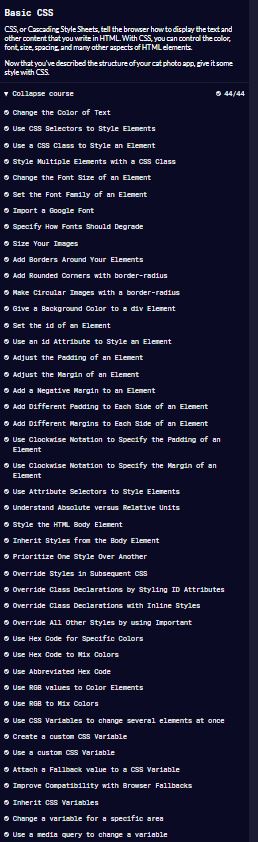 Basic CSS
CSS, or Cascading Style Sheets, tell the browser how to display the text and
other content that you write in HTML. With CSS, you can control the color,
font, size, spacing, and many other aspects of HTML elements.
Now that you've described the structure of your cat photo app, give it some
style with CSS.
Collapse course 44/44
Change the Color of Text
Use CSS Selectors to Style Elements
Use a CSS Class to Style an Element
Style Multiple Elements with a CSS Class
Change the Font Size of an Element
Set the Font Family of an Element
Import a Google Font
Specify How Fonts Should Degrade
Size Your Images
Add Borders Around Your Elements
Add Rounded Corners with border-radius
Make Circular Images with a border-radius
Give a Background Color to a div Element
Set the id of an Element
Use an id Attribute to Style an Element
Adjust the Padding of an Element
Adjust the Margin of an Element
Add a Negative Margin to an Element
Add Different Padding to Each Side of an Element
Add Different Margins to Each Side of an Element
Use Clockwise Notation to Specify the Padding of an
Element
Use Clockwise Notation to Specify the Margin of an
Element
Use Attribute Selectors to Style Elements
Understand Absolute versus Relative Units
Style the HTML Body Element
Inherit Styles from the Body Element
Prioritize One Style Over Another
Override Styles in Subsequent CSS
Override Class Declarations by Styling ID Attributes
Override Class Declarations with Inline Styles
Override All Other Styles by using Important
Use Hex Code for Specific Colors
Use Hex Code to Mix Colors
Use Abbreviated Hex Code
Use RGB values to Color Elements
Use RGB to Mix Colors
Use CSS Variables to change several elements at once
Create a custom CSS Variable
Use a custom CSS Variable
Attach a Fallback value to a CSS Variable
Improve Compatibility with Browser Fallbacks
Inherit CSS Variables
Change a variable for a specific area
Use a media query to change a variable